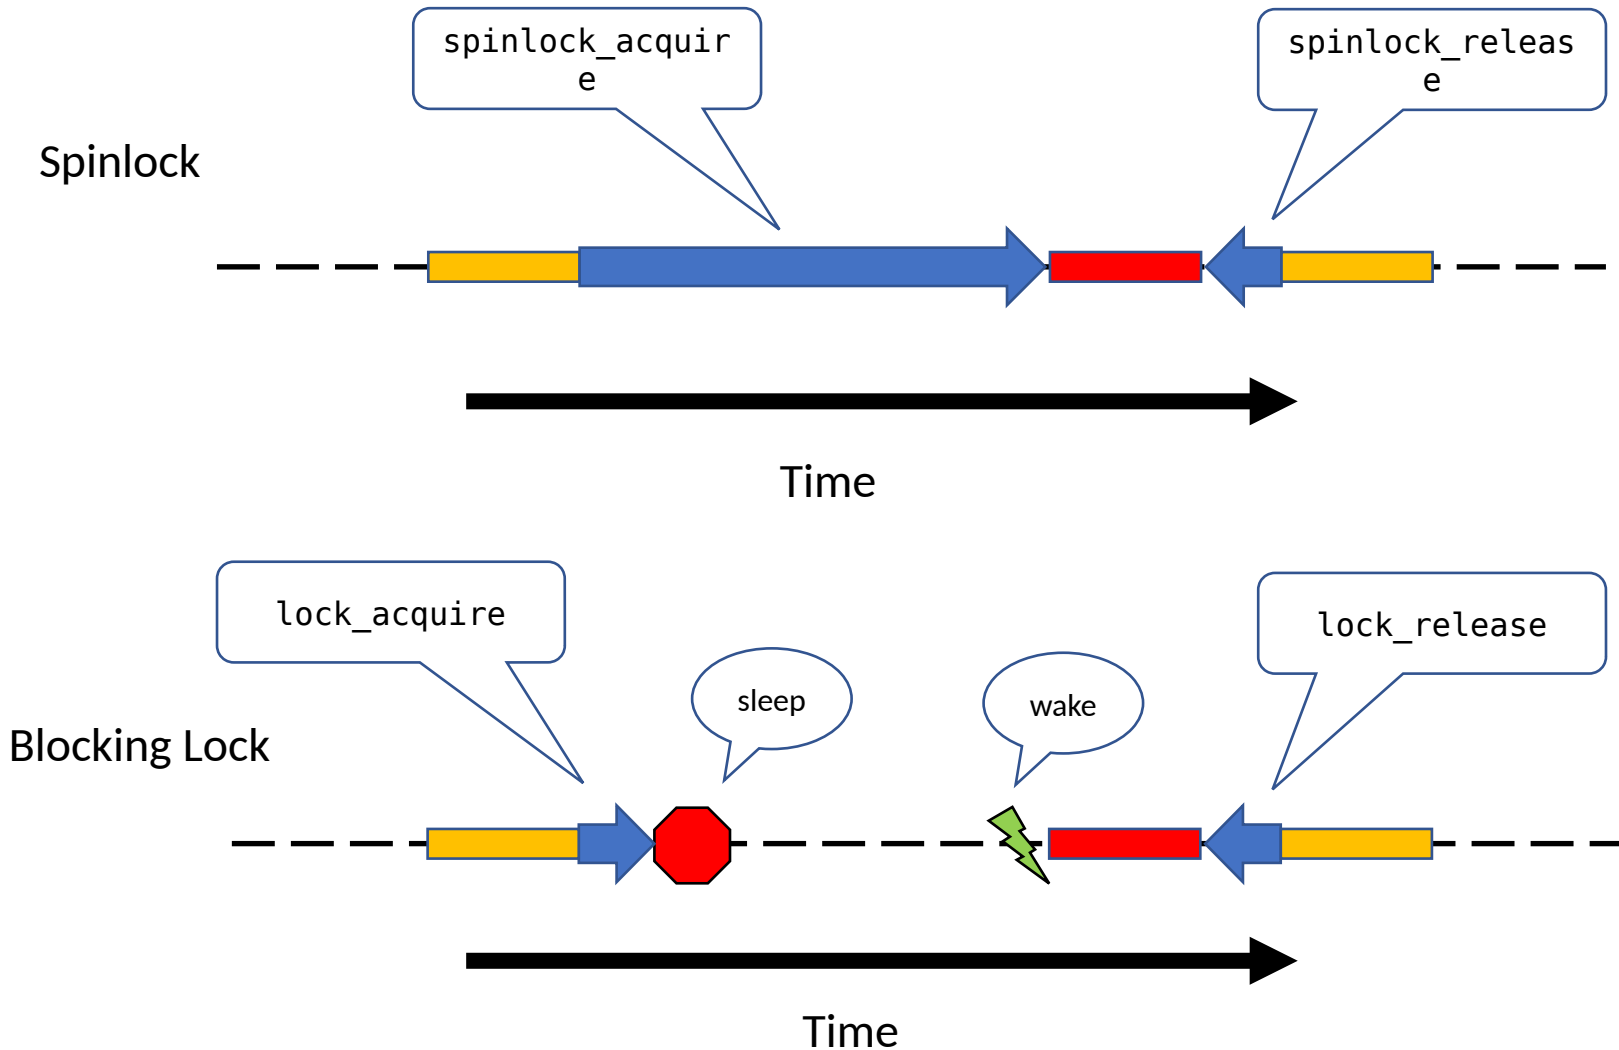 spinlock_acquir
e
spinlock_releas
e
Spinlock
Time
lock_acquire
lock_release
sleep
wake
Blocking Lock
Time